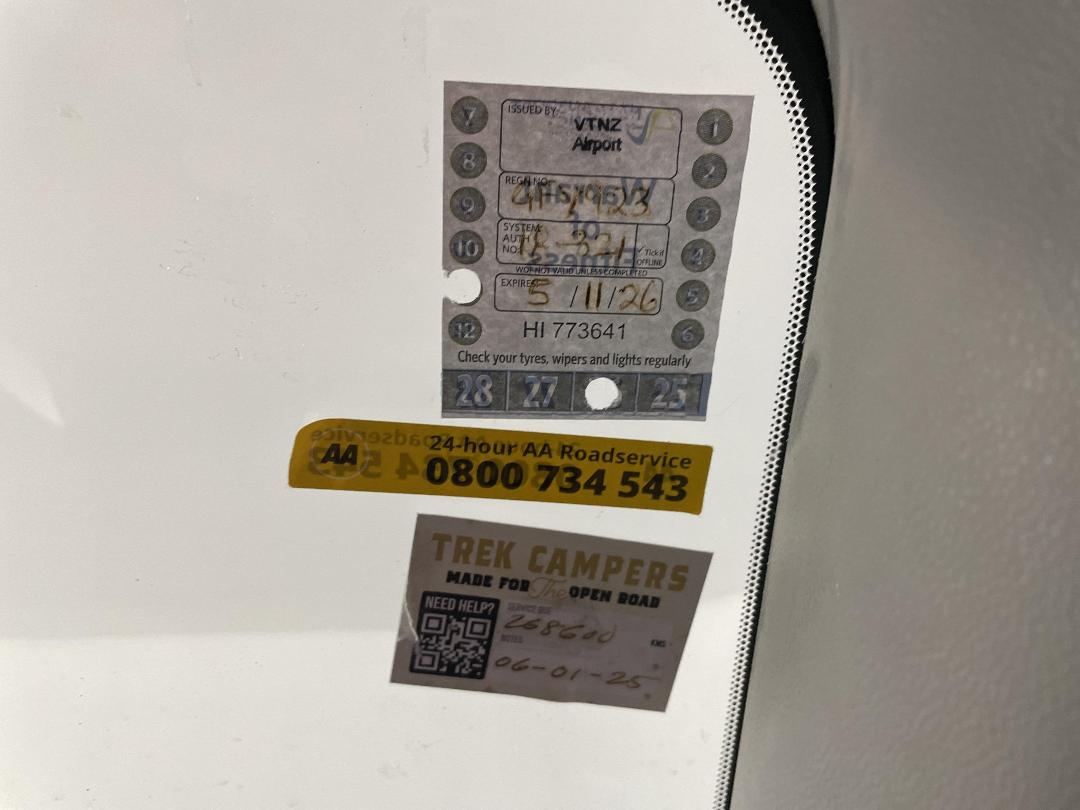 ISSUED BY:
VTNZ
Airport
REGN NO:
Warrant
SYSTEM
AUTH
NO:
of
Tick if
OFFLINE
Fitness
WOF NOT VALID UNLESS COMPLETED
EXPIRES:
5 / 11 / 26
HI 773641
Check your tyres, wipers and lights regularly
7
8
9
10
12
1
2
3
4
5
6
28 27 25
AA 24-hour AA Roadservice
0800 734 543
TREK CAMPERS
MADE FOR The OPEN ROAD
NEED HELP?
SERVICE DUE
268600
KMS
NOTES
06-01-25